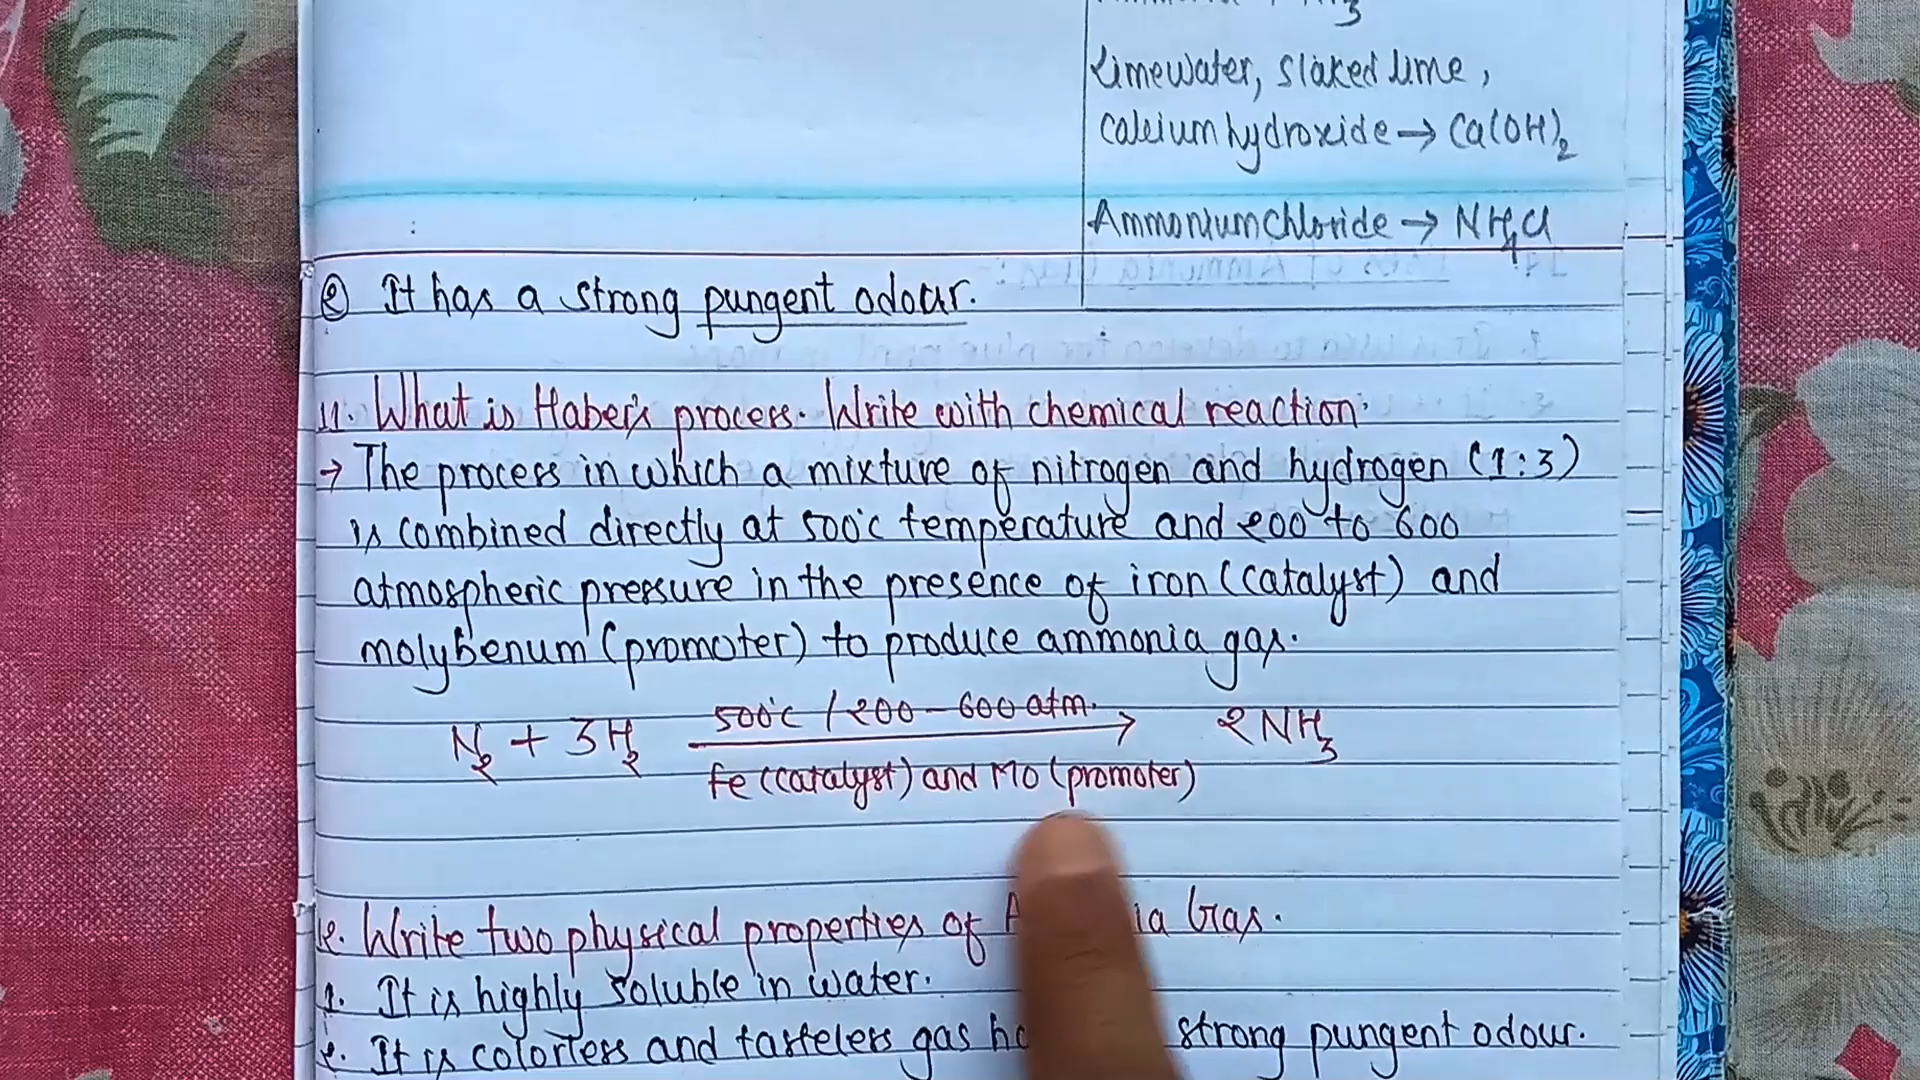 Limewater, slaked lime,
calcium hydroxide → Ca(OH)₂
Ammonium Chloride → NH₄Cl
② It has a strong pungent odour.
11. What is Haber's process. Write with chemical reaction.
→ The process in which a mixture of nitrogen and hydrogen (1:3)
is combined directly at 500°c temperature and 200 to 600
atmospheric pressure in the presence of iron (catalyst) and
molybenum (promoter) to produce ammonia gas.
500°c / 200 - 600 atm.
N₂ + 3H₂ → 2NH₃
Fe (catalyst) and Mo (promoter)
12. Write two physical properties of Gas.
1. It is highly soluble in water.
2. It is colorless and tasteless gas strong pungent odour.